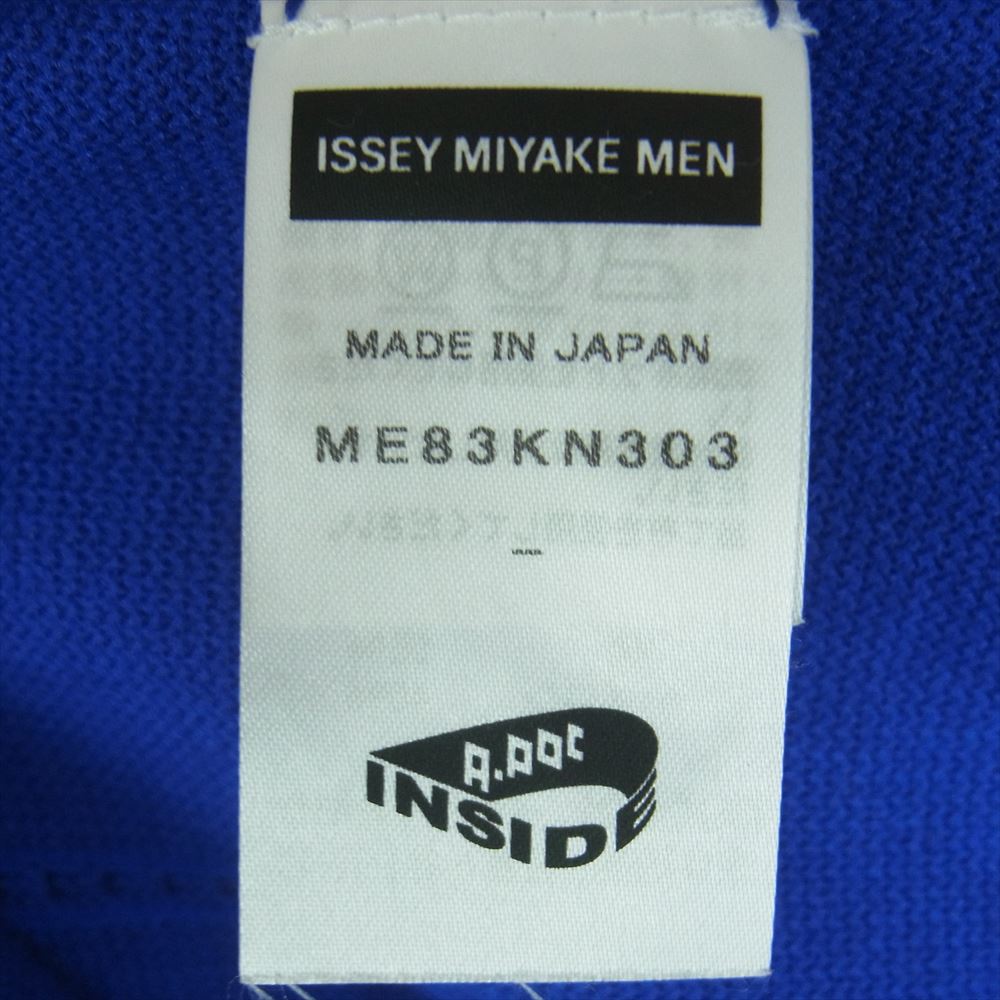 ISSEY MIYAKE MEN
MADE IN JAPAN
ME83KN303
A.POC
INSIDE